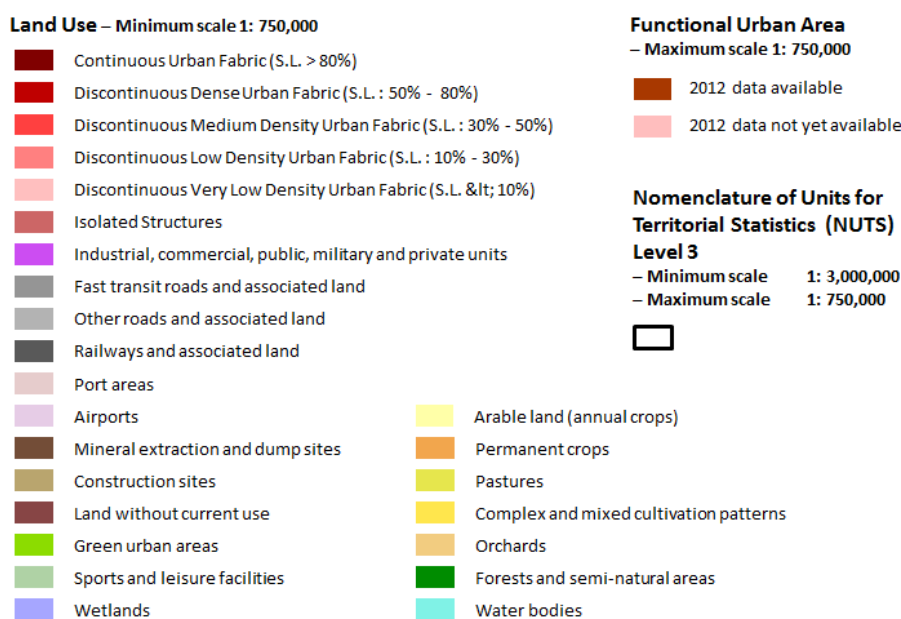 Land Use – Minimum scale 1: 750,000
Continuous Urban Fabric (S.L. > 80%)
Discontinuous Dense Urban Fabric (S.L. : 50% - 80%)
Discontinuous Medium Density Urban Fabric (S.L. : 30% - 50%)
Discontinuous Low Density Urban Fabric (S.L. : 10% - 30%)
Discontinuous Very Low Density Urban Fabric (S.L. &lt; 10%)
Isolated Structures
Industrial, commercial, public, military and private units
Fast transit roads and associated land
Other roads and associated land
Railways and associated land
Port areas
Airports
Mineral extraction and dump sites
Construction sites
Land without current use
Green urban areas
Sports and leisure facilities
Wetlands
Arable land (annual crops)
Permanent crops
Pastures
Complex and mixed cultivation patterns
Orchards
Forests and semi-natural areas
Water bodies
Functional Urban Area
– Maximum scale 1: 750,000
2012 data available
2012 data not yet available
Nomenclature of Units for
Territorial Statistics (NUTS)
Level 3
– Minimum scale 1: 3,000,000
– Maximum scale 1: 750,000